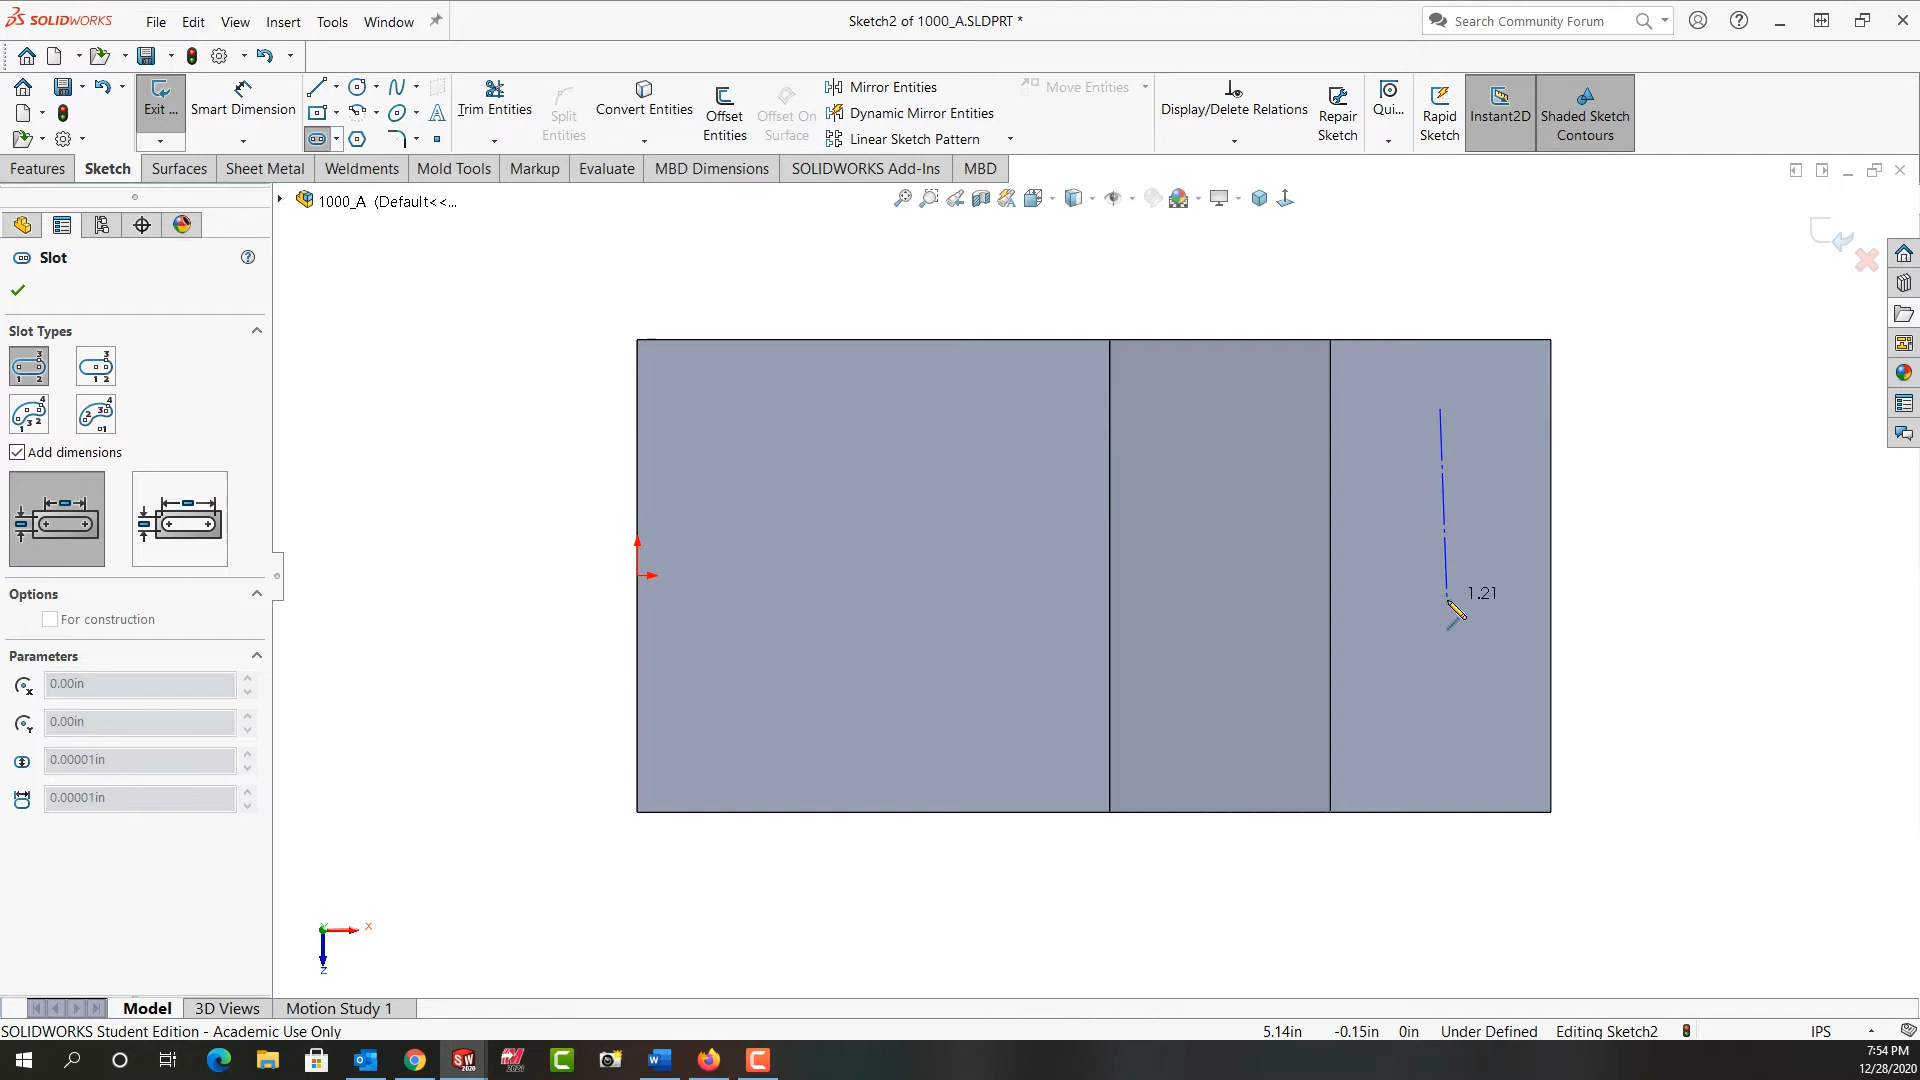 SOLIDWORKS File Edit View Insert Tools Window Sketch2 of 1000_A.SLDPRT * Search Community Forum
Exit ... Smart Dimension Trim Entities Split Entities Convert Entities Offset Entities Offset On Surface Mirror Entities Move Entities Display/Delete Relations Repair Sketch Qui... Rapid Sketch Instant2D Shaded Sketch Contours
Dynamic Mirror Entities
Linear Sketch Pattern
Features Sketch Surfaces Sheet Metal Weldments Mold Tools Markup Evaluate MBD Dimensions SOLIDWORKS Add-Ins MBD
1000_A (Default<<...
Slot
Slot Types
Add dimensions
Options
For construction
1.21
Parameters
0.00in
0.00in
0.00001in
0.00001in
X
Z
Model 3D Views Motion Study 1
SOLIDWORKS Student Edition - Academic Use Only 5.14in -0.15in 0in Under Defined Editing Sketch2 IPS
7:54 PM
12/28/2020